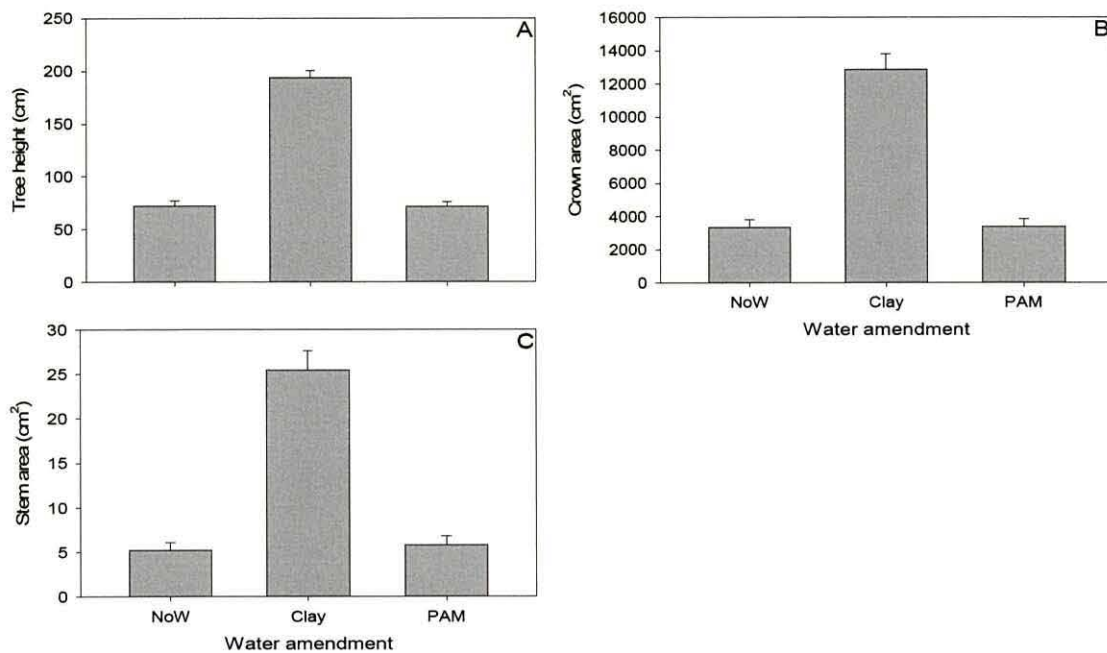 A
Tree height (cm)
250
200
150
100
50
0
B
Crown area (cm²)
16000
14000
12000
10000
8000
6000
4000
2000
0
NoW Clay PAM
Water amendment
C
Stem area (cm²)
30
25
20
15
10
5
0
NoW Clay PAM
Water amendment